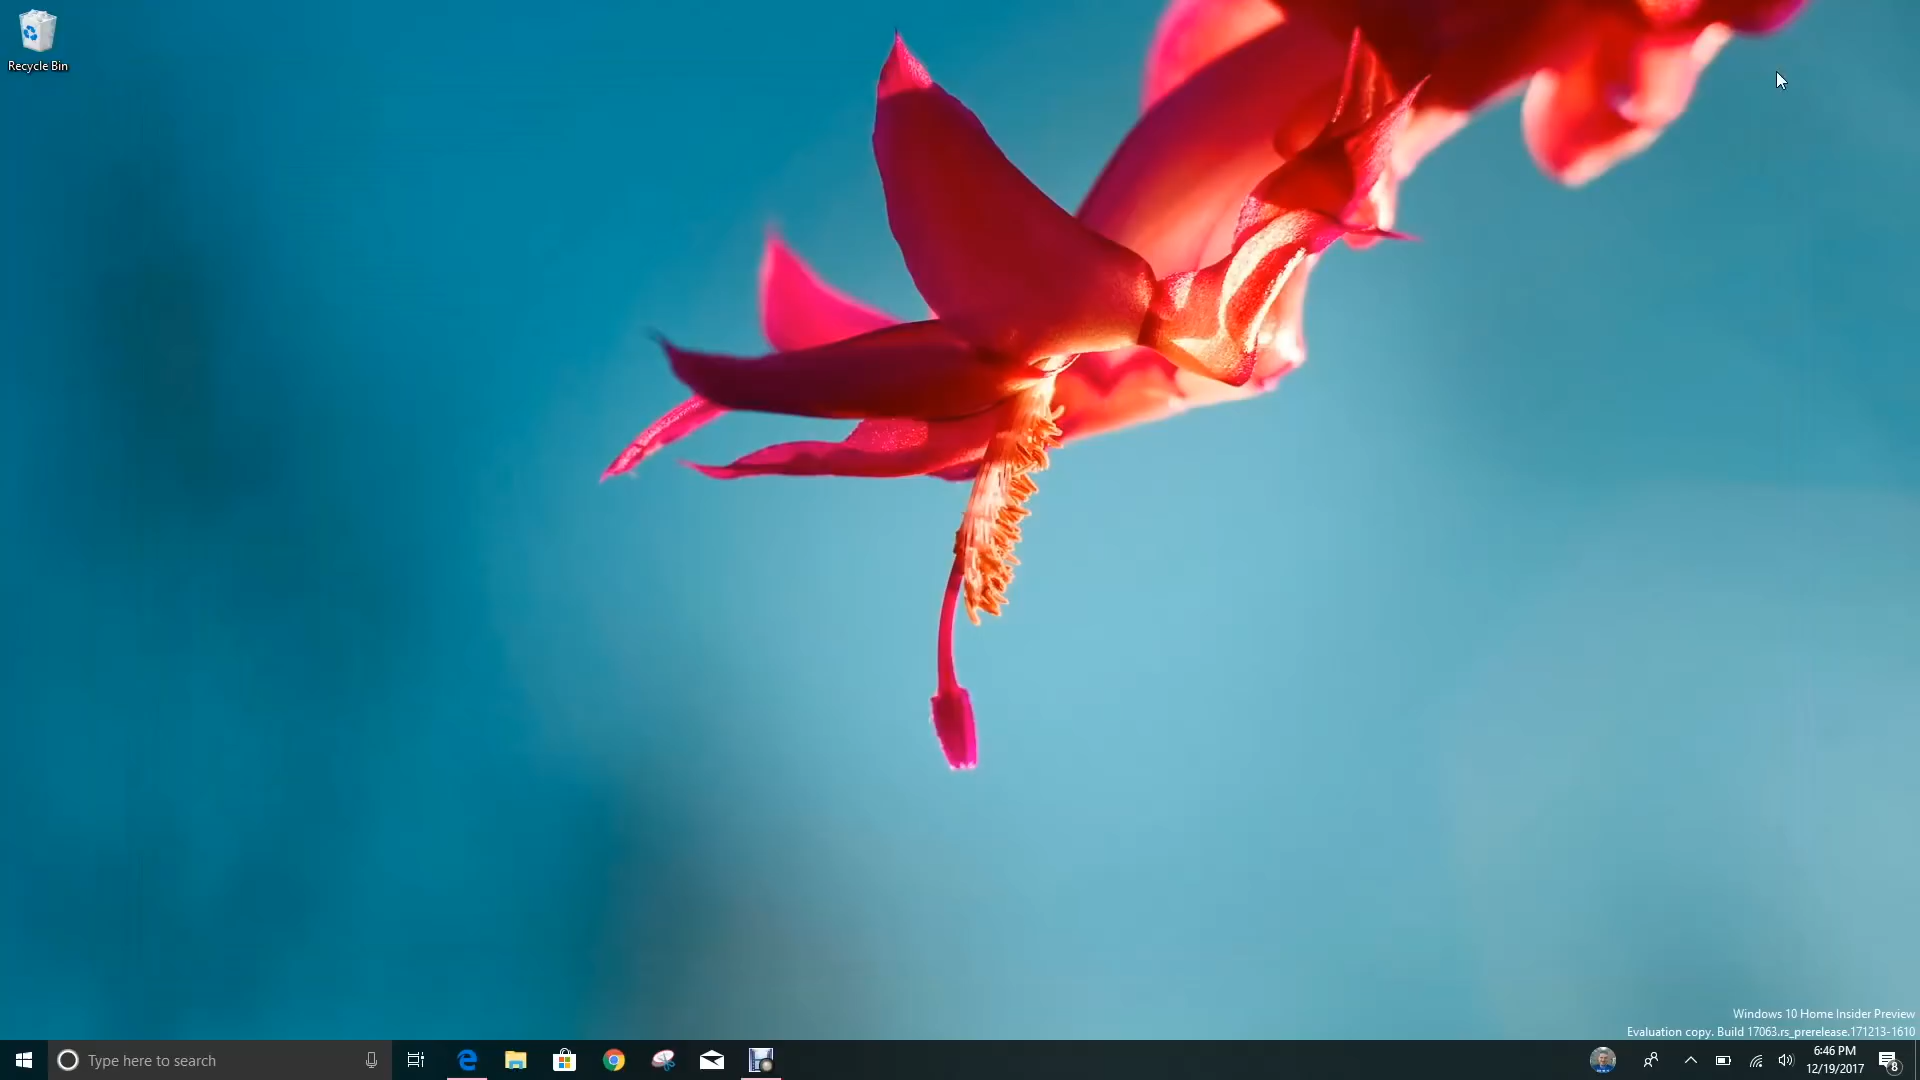 Recycle Bin
Windows 10 Home Insider Preview
Evaluation copy. Build 17063.rs_prerelease.171213-1610
Type here to search
6:46 PM
12/19/2017
8